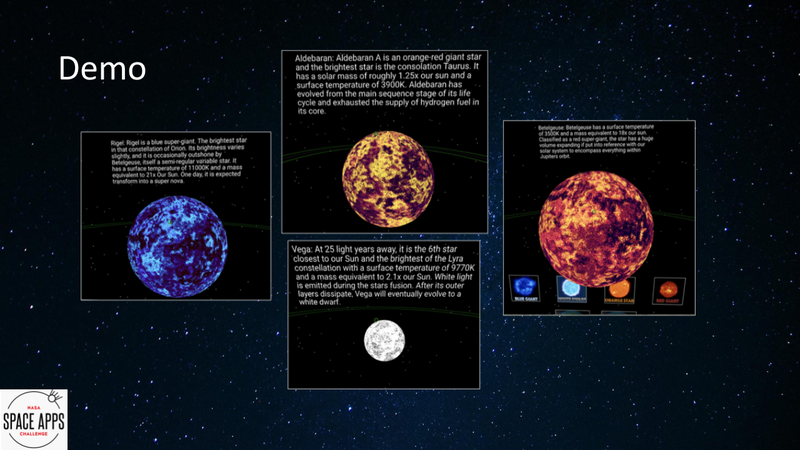 Demo
Rigel: Rigel is a blue super-giant. The brightest star
in that constellation of Orion. Its brightness varies
slightly, and it is occasionally outshone by
Betelgeuse, itself a semi-regular variable star. It
has a surface temperature of 11000K and a mass
equivalent to 21x Our Sun. One day, it is expected
transform into a super nova.
Aldebaran: Aldebaran A is an orange-red giant star
and the brightest star is the consolation Taurus. It
has a solar mass of roughly 1.25x our sun and a
surface temperature of 3900K. Aldebaran has
evolved from the main sequence stage of its life
cycle and exhausted the supply of hydrogen fuel in
its core.
Vega: At 25 light years away, it is the 6th star
closest to our Sun and the brightest of the Lyra
constellation with a surface temperature of 9770K
and a mass equivalent to 2.1x our Sun. White light
is emitted during the stars fusion. After its outer
layers dissipate, Vega will eventually evolve to a
white dwarf.
Betelgeuse: Betelgeuse has a surface temperature
of 3500K and a mass equivalent to 18x our sun.
Classified as a red super-giant, the star has a huge
volume expanding if put into reference with our
solar system to encompass everything within
Jupiters orbit.
BLUE GIANT
ORANGE STAR
RED GIANT
NASA
SPACE APPS
CHALLENGE